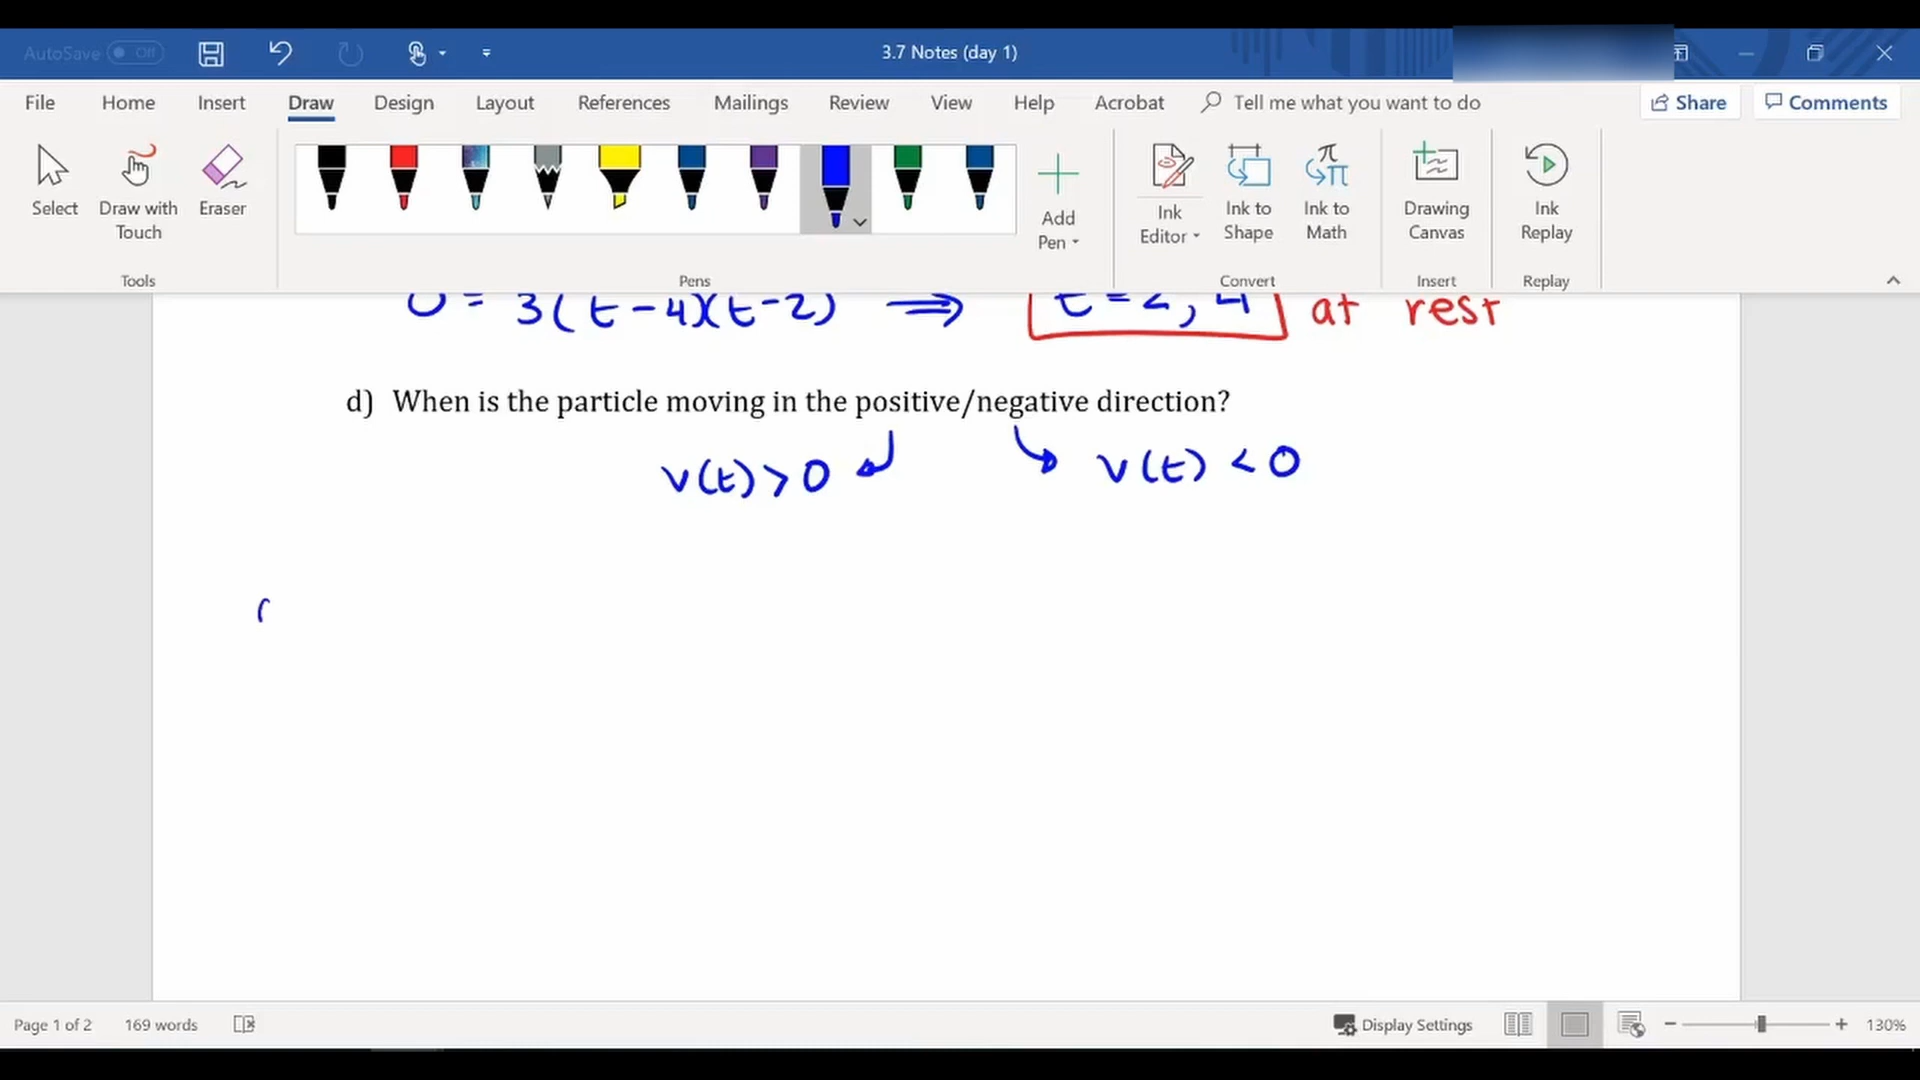 AutoSave Off
3.7 Notes (day 1)
File Home Insert Draw Design Layout References Mailings Review View Help Acrobat Tell me what you want to do Share Comments
Select Draw with Touch Eraser
Add Pen
Ink Editor Ink to Shape Ink to Math Drawing Canvas Ink Replay
Tools Pens Convert Insert Replay
0 = 3(t-4)(t-2) ⟹ t = 2, 4 at rest
d) When is the particle moving in the positive/negative direction?
v(t) > 0 v(t) < 0
Page 1 of 2 169 words Display Settings 130%